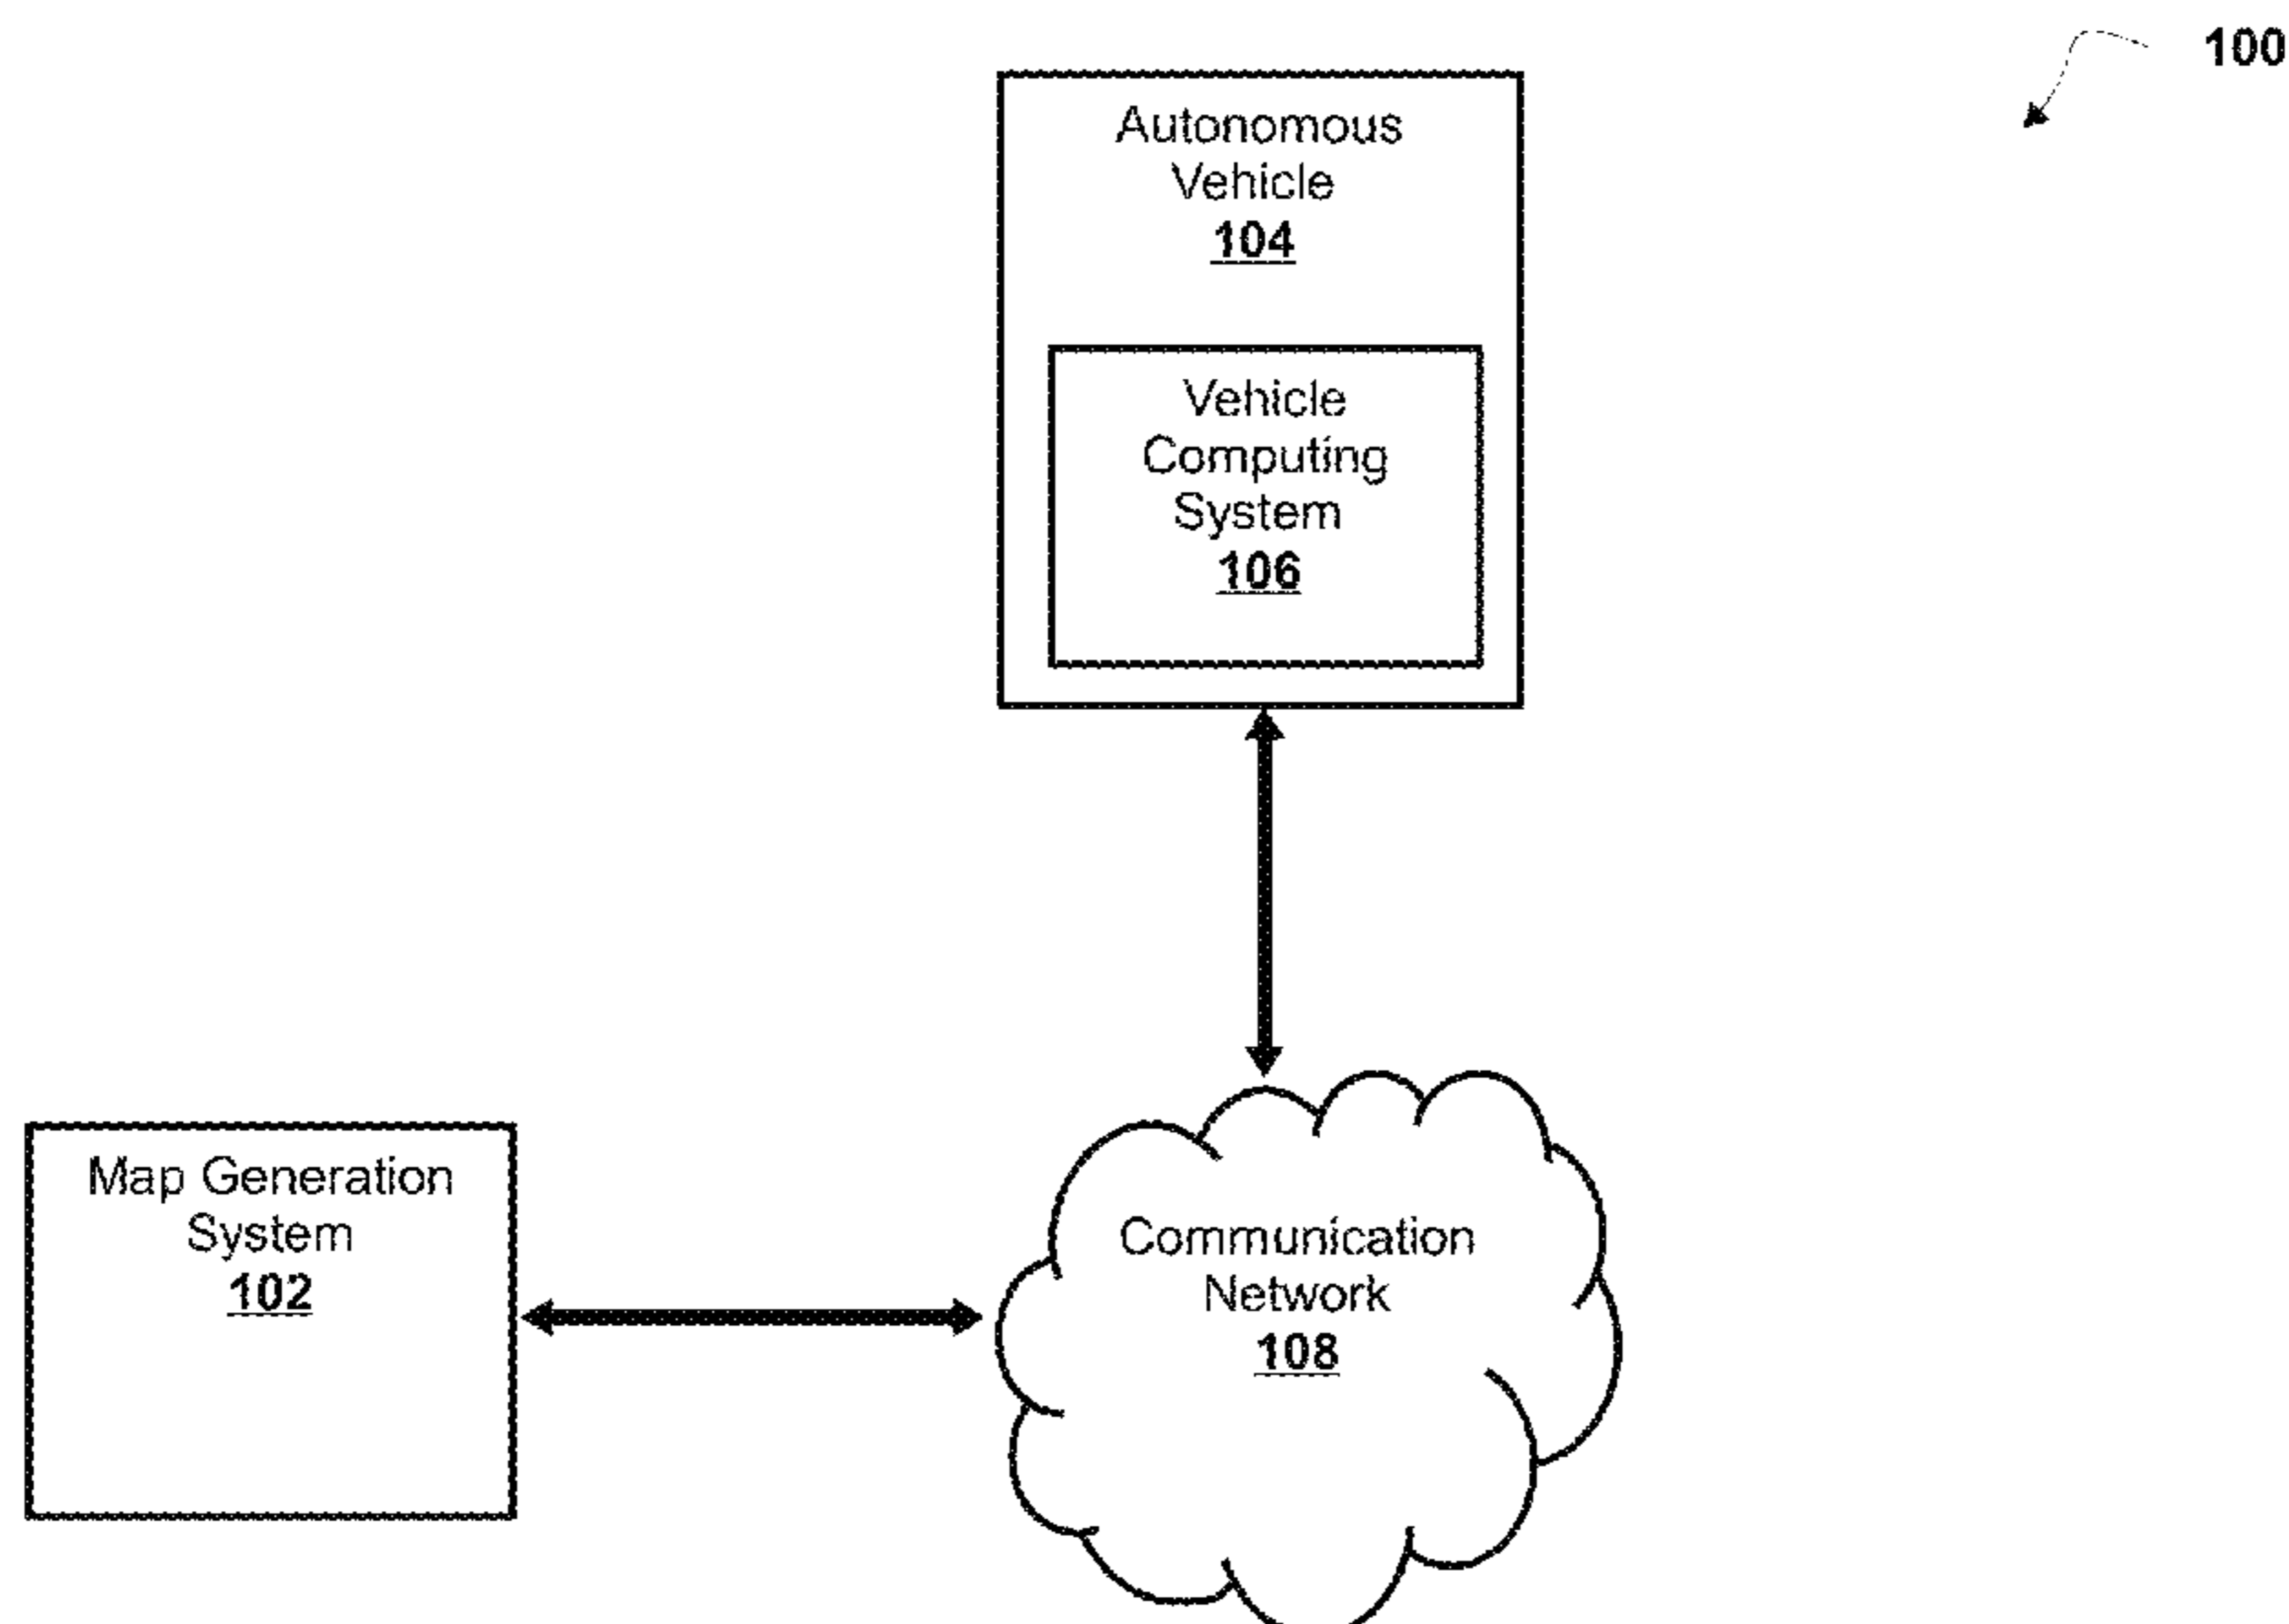 100
Autonomous
Vehicle
104
Vehicle
Computing
System
106
Map Generation
System
102
Communication
Network
108